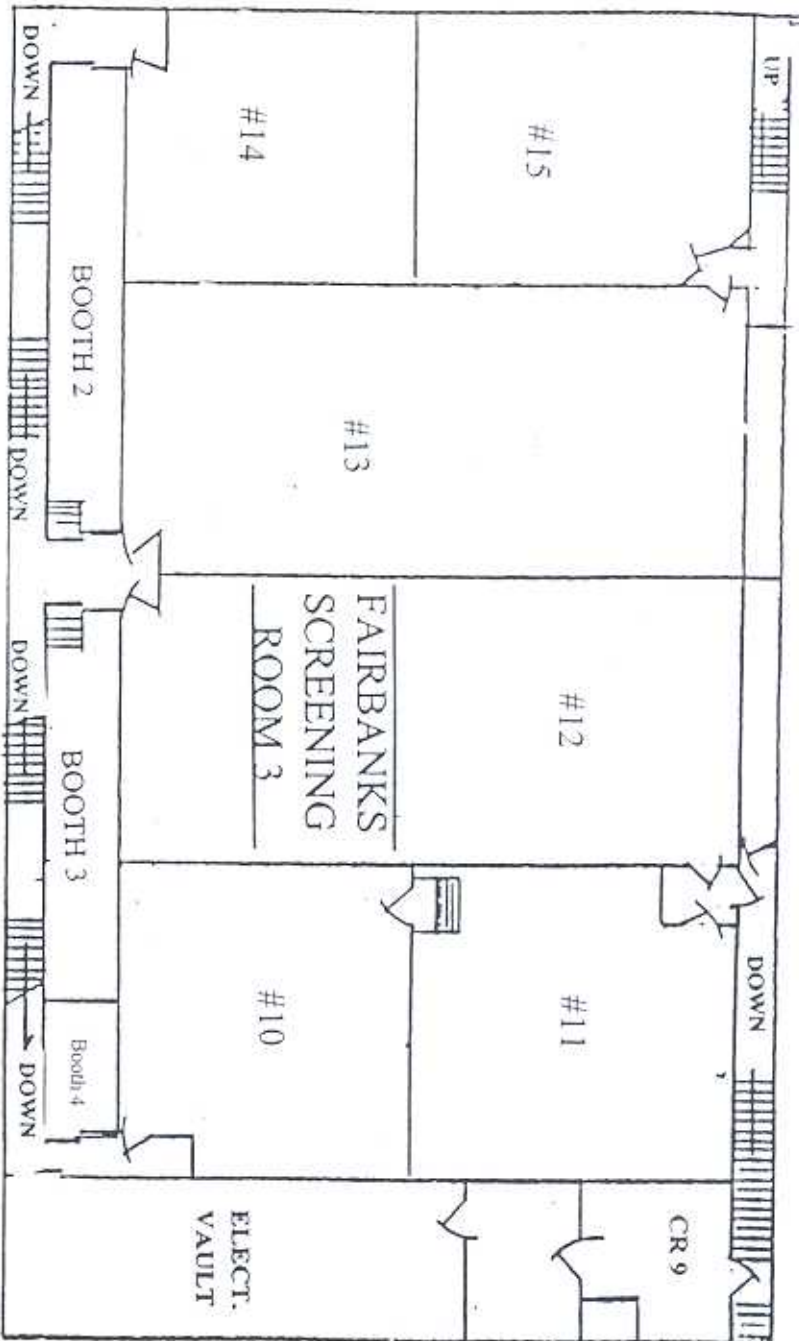 DOWN
#14
#15
UP
BOOTH 2
#13
DOWN
FAIRBANKS
SCREENING
ROOM 3
#12
DOWN
BOOTH 3
#10
#11
DOWN
Booth 4
DOWN
ELECT.
VAULT
CR 9